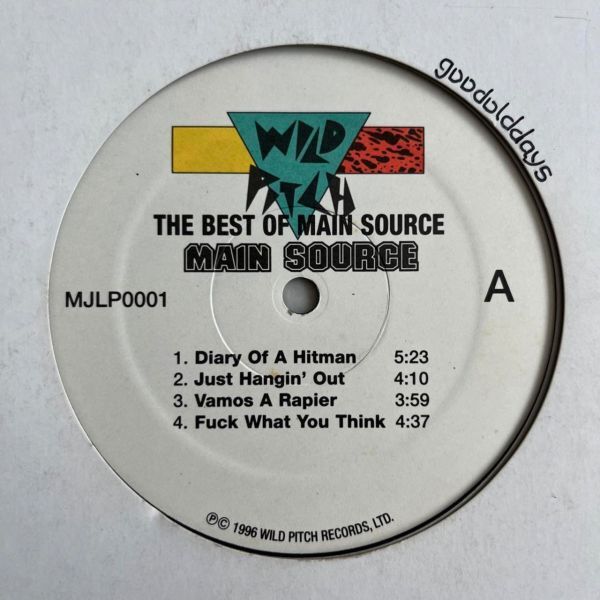 goodolddays
WILD
PITCH
THE BEST OF MAIN SOURCE
MAIN SOURCE
MJLP0001
A
1. Diary Of A Hitman 5:23
2. Just Hangin' Out 4:10
3. Vamos A Rapier 3:59
4. Fuck What You Think 4:37
℗© 1996 WILD PITCH RECORDS, LTD.